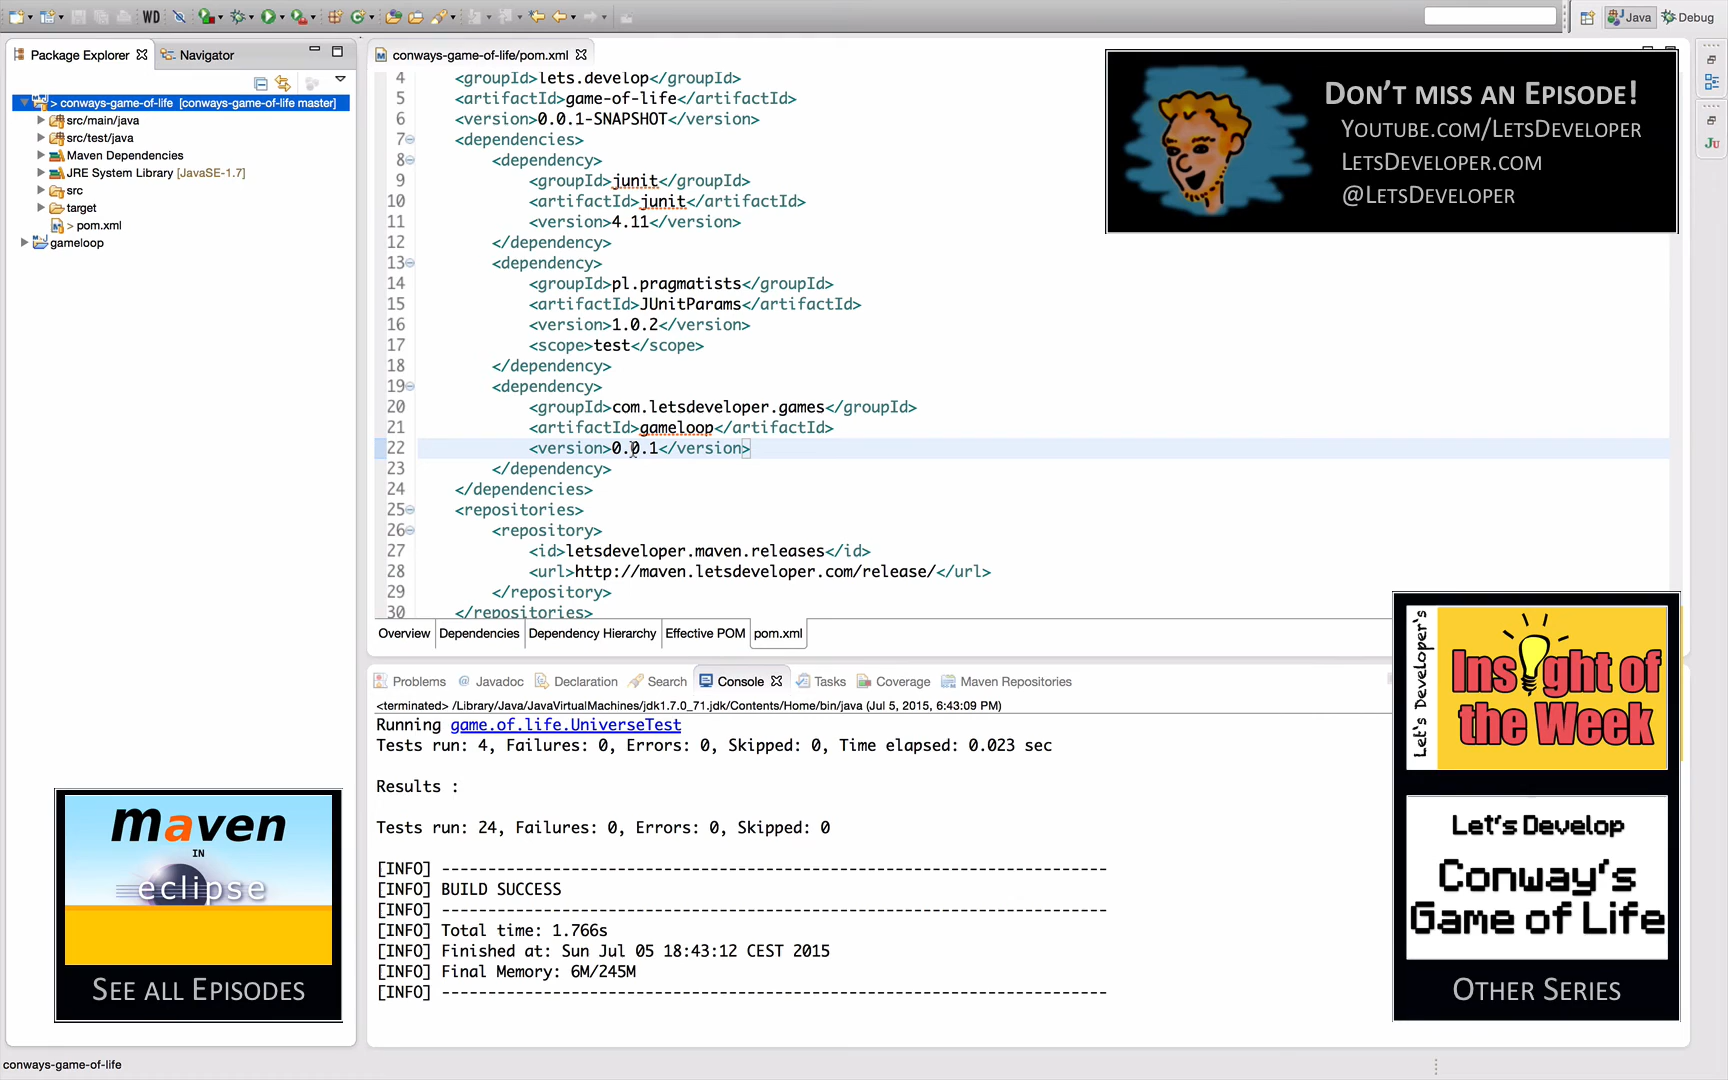 WD
Java
Debug
Package Explorer
Navigator
conways-game-of-life/pom.xml
> conways-game-of-life [conways-game-of-life master]
src/main/java
src/test/java
Maven Dependencies
JRE System Library [JavaSE-1.7]
src
target
> pom.xml
gameloop
4 <groupId>lets.develop</groupId>
5 <artifactId>game-of-life</artifactId>
6 <version>0.0.1-SNAPSHOT</version>
7 <dependencies>
8 <dependency>
9 <groupId>junit</groupId>
10 <artifactId>junit</artifactId>
11 <version>4.11</version>
12 </dependency>
13 <dependency>
14 <groupId>pl.pragmatists</groupId>
15 <artifactId>JUnitParams</artifactId>
16 <version>1.0.2</version>
17 <scope>test</scope>
18 </dependency>
19 <dependency>
20 <groupId>com.letsdeveloper.games</groupId>
21 <artifactId>gameloop</artifactId>
22 <version>0.0.1</version>
23 </dependency>
24 </dependencies>
25 <repositories>
26 <repository>
27 <id>letsdeveloper.maven.releases</id>
28 <url>http://maven.letsdeveloper.com/release/</url>
29 </repository>
30 </repositories>
Overview Dependencies Dependency Hierarchy Effective POM pom.xml
DON'T MISS AN EPISODE!
YOUTUBE.COM/LETSDEVELOPER
LETSDEVELOPER.COM
@LETSDEVELOPER
Ju
Problems @ Javadoc Declaration Search Console Tasks Coverage Maven Repositories
<terminated> /Library/Java/JavaVirtualMachines/jdk1.7.0_71.jdk/Contents/Home/bin/java (Jul 5, 2015, 6:43:09 PM)
Running game.of.life.UniverseTest
Tests run: 4, Failures: 0, Errors: 0, Skipped: 0, Time elapsed: 0.023 sec
Results :
Tests run: 24, Failures: 0, Errors: 0, Skipped: 0
[INFO] ------------------------------------------------------------------------
[INFO] BUILD SUCCESS
[INFO] ------------------------------------------------------------------------
[INFO] Total time: 1.766s
[INFO] Finished at: Sun Jul 05 18:43:12 CEST 2015
[INFO] Final Memory: 6M/245M
[INFO] ------------------------------------------------------------------------
maven
IN
eclipse
SEE ALL EPISODES
Let's Developer's
Insight of
the Week
Let's Develop
Conway's
Game of Life
OTHER SERIES
conways-game-of-life